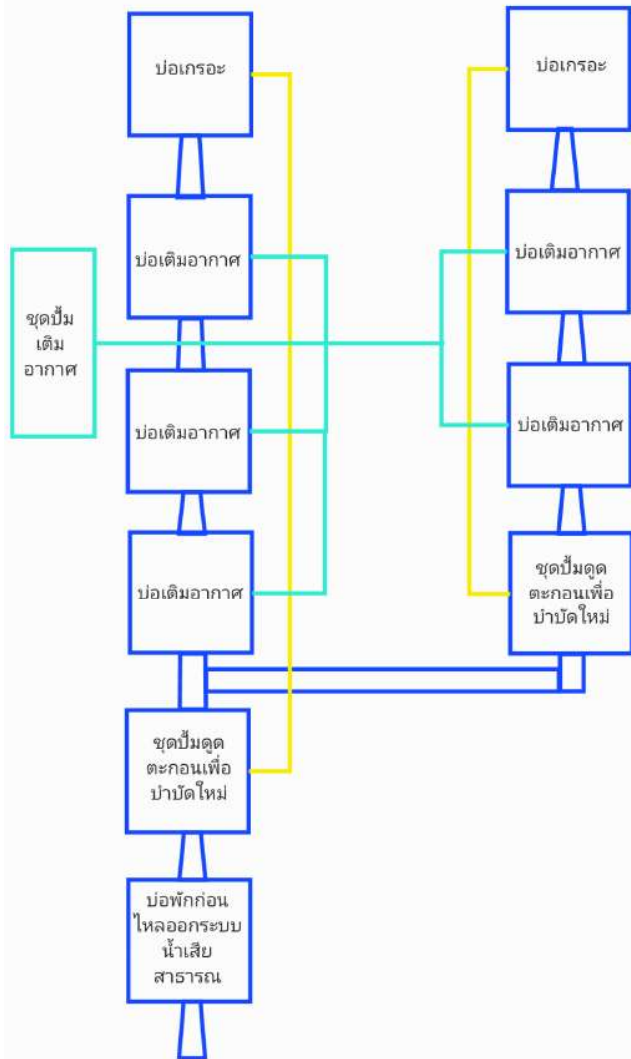 บ่อเกรอะ
บ่อเกรอะ
บ่อเติมอากาศ
บ่อเติมอากาศ
ชุดปั๊ม
เติม
อากาศ
บ่อเติมอากาศ
บ่อเติมอากาศ
บ่อเติมอากาศ
ชุดปั๊มดูด
ตะกอนเพื่อ
บำบัดใหม่
ชุดปั๊มดูด
ตะกอนเพื่อ
บำบัดใหม่
บ่อพักก่อน
ไหลออกระบบ
น้ำเสีย
สาธารณ